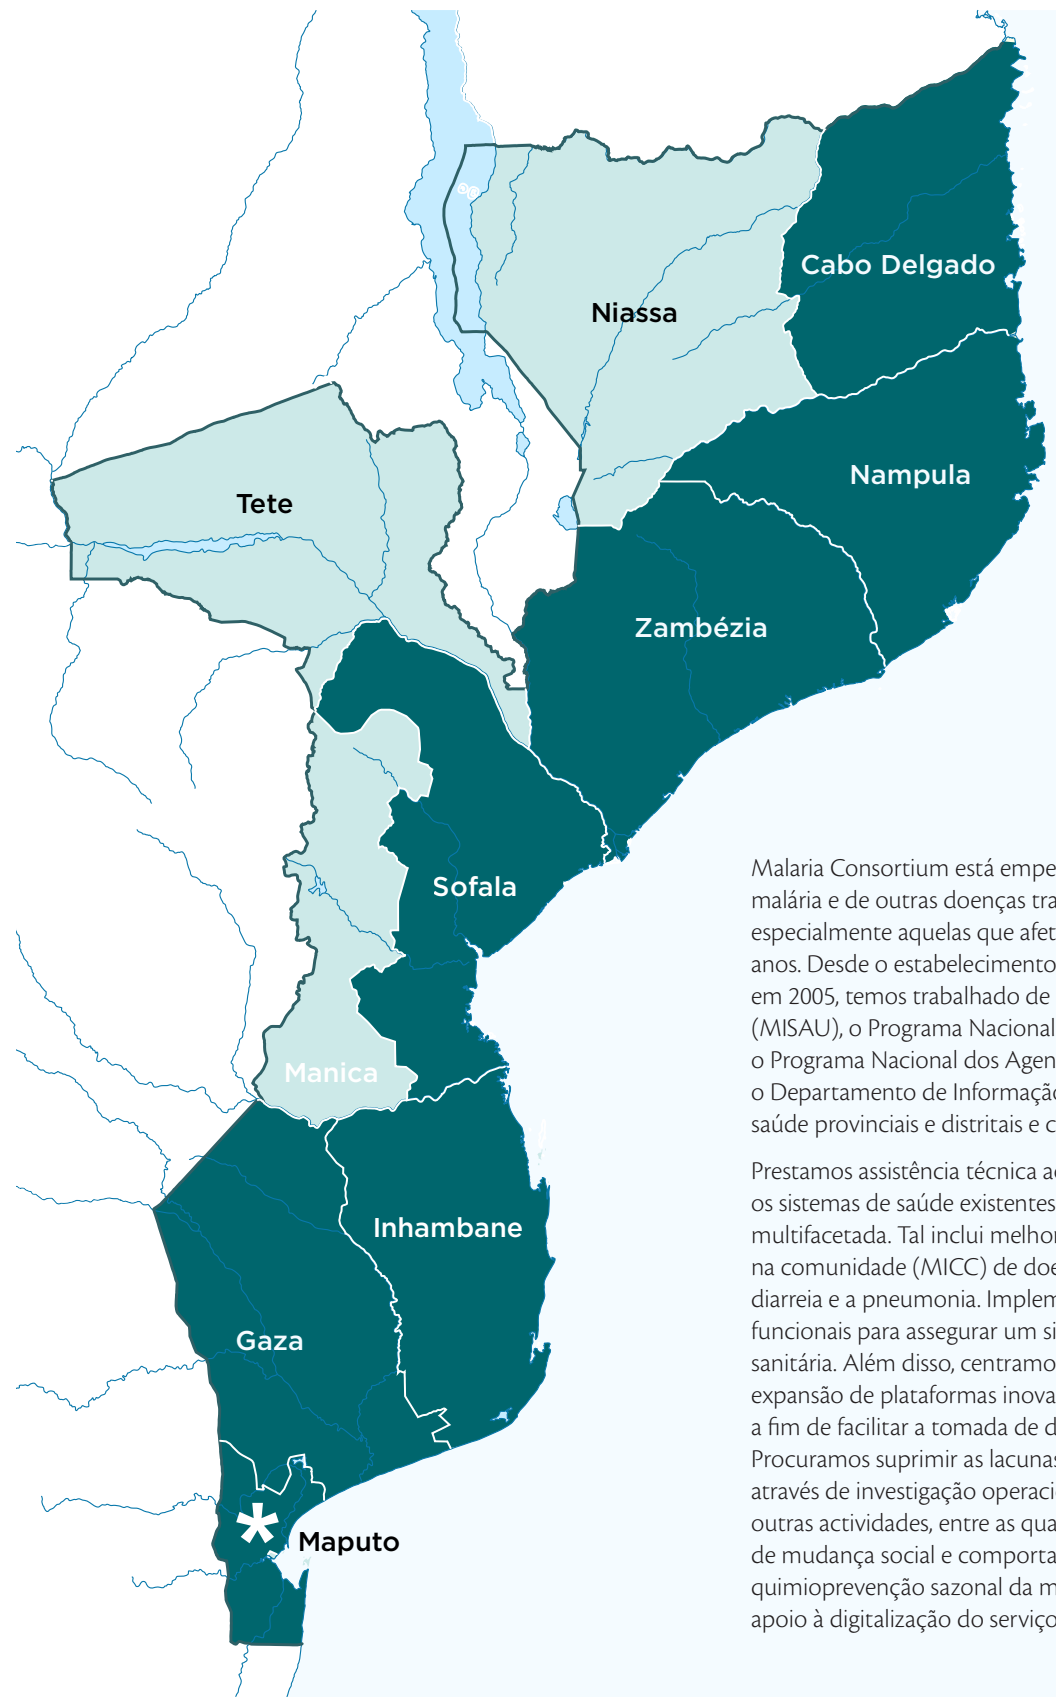 Cabo Delgado
Niassa
Nampula
Tete
Zambézia
Sofala
Manica
Inhambane
Gaza
*
Maputo
Malaria Consortium está empe
malária e de outras doenças tra
especialmente aquelas que afet
anos. Desde o estabelecimento
em 2005, temos trabalhado de
(MISAU), o Programa Nacional
o Programa Nacional dos Agen
o Departamento de Informação
saúde provinciais e distritais e c
Prestamos assistência técnica ao
os sistemas de saúde existentes
multifacetada. Tal inclui melhor
na comunidade (MICC) de doe
diarreia e a pneumonia. Implem
funcionais para assegurar um si
sanitária. Além disso, centramo
expansão de plataformas inova
a fim de facilitar a tomada de d
Procuramos suprimir as lacunas
através de investigação operaci
outras actividades, entre as qua
de mudança social e comporta
quimioprevenção sazonal da m
apoio à digitalização do serviço